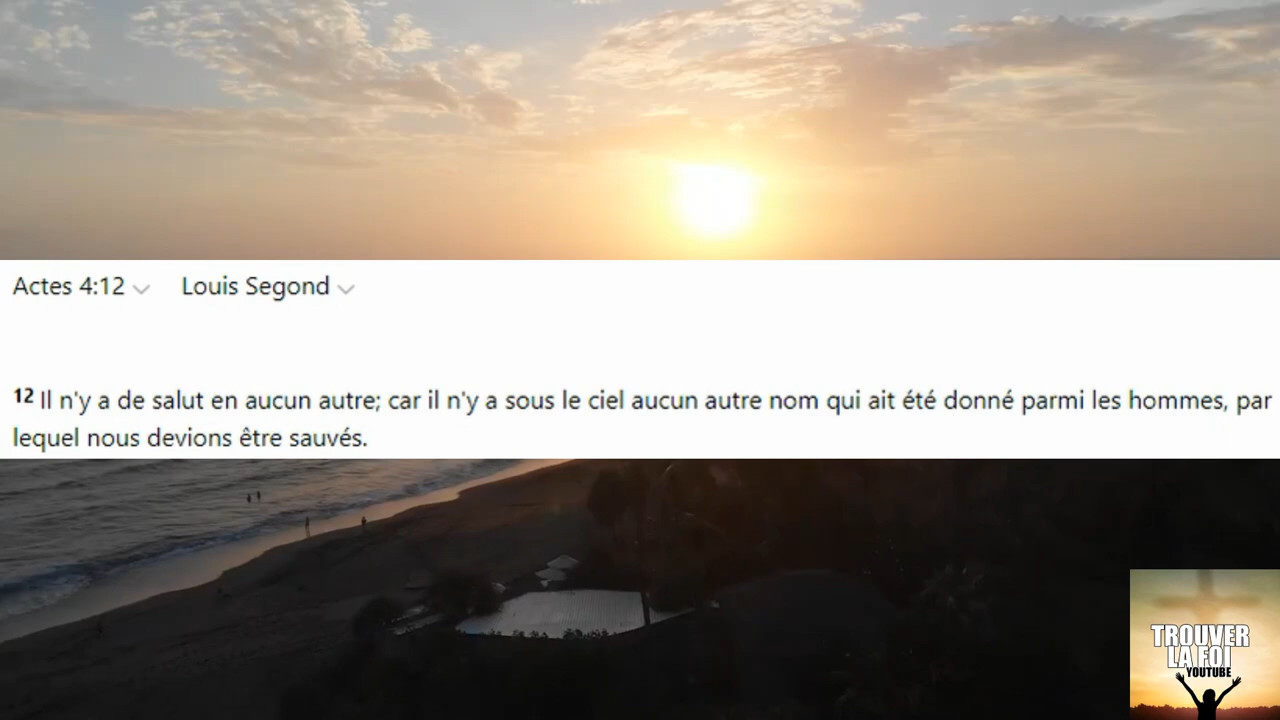 Actes 4:12 Louis Segond
12 Il n'y a de salut en aucun autre; car il n'y a sous le ciel aucun autre nom qui ait été donné parmi les hommes, par
lequel nous devions être sauvés.
TROUVER
LA FOI
YOUTUBE